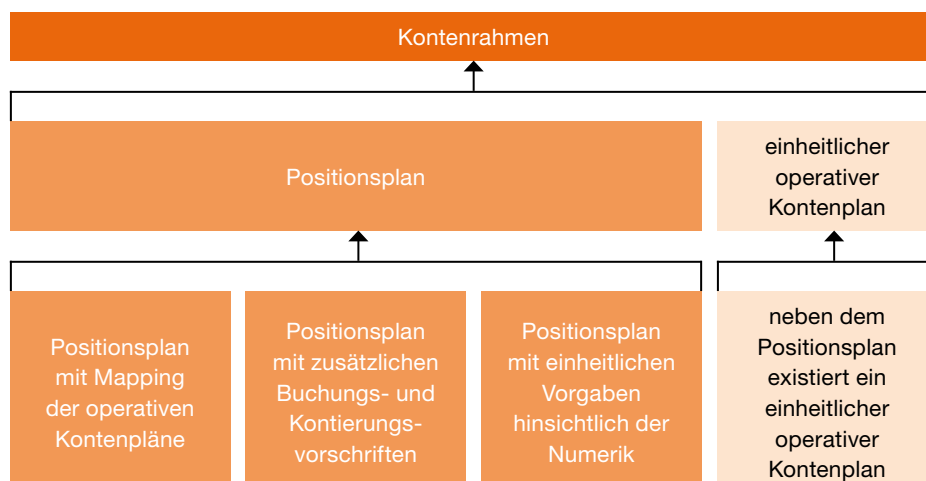 Kontenrahmen
Positionsplan
einheitlicher
operativer
Kontenplan
Positionsplan
mit Mapping
der operativen
Kontenpläne
Positionsplan
mit zusätzlichen
Buchungs- und
Kontierungs-
vorschriften
Positionsplan
mit einheitlichen
Vorgaben
hinsichtlich der
Numerik
neben dem
Positionsplan
existiert ein
einheitlicher
operativer
Kontenplan